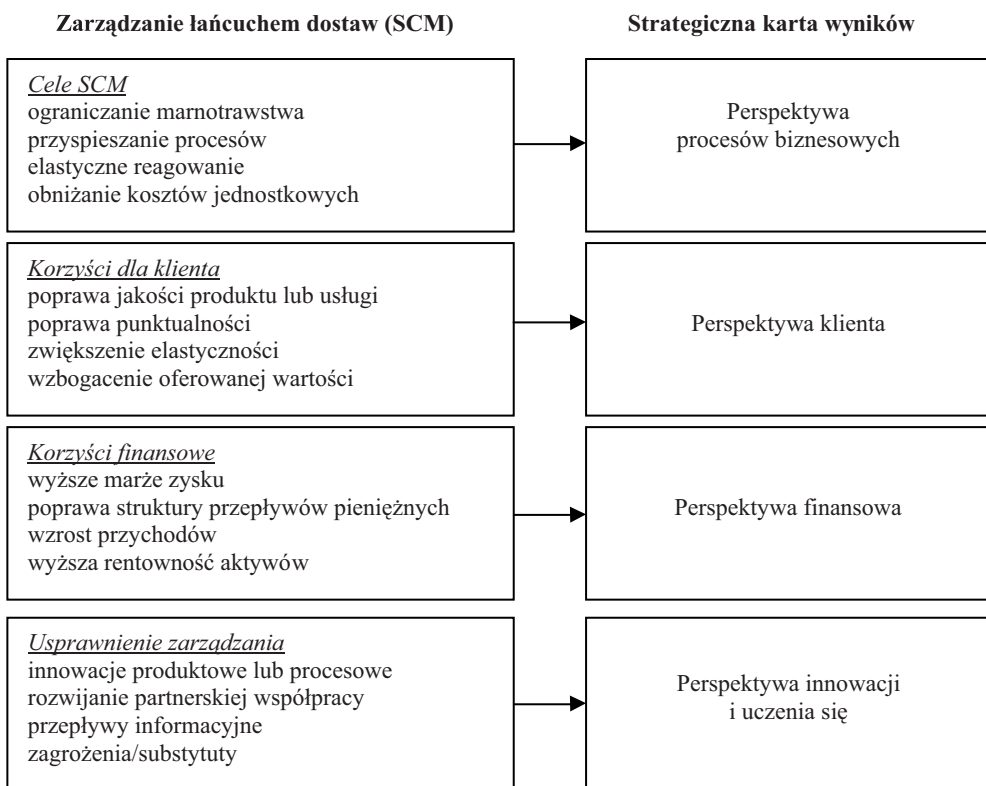 Zarządzanie łańcuchem dostaw (SCM)
Strategiczna karta wyników
Cele SCM
ograniczanie marnotrawstwa
przyspieszanie procesów
elastyczne reagowanie
obniżanie kosztów jednostkowych
Perspektywa
procesów biznesowych
Korzyści dla klienta
poprawa jakości produktu lub usługi
poprawa punktualności
zwiększenie elastyczności
wzbogacenie oferowanej wartości
Perspektywa klienta
Korzyści finansowe
wyższe marże zysku
poprawa struktury przepływów pieniężnych
wzrost przychodów
wyższa rentowność aktywów
Perspektywa finansowa
Usprawnienie zarządzania
innowacje produktowe lub procesowe
rozwijanie partnerskiej współpracy
przepływy informacyjne
zagrożenia/substytuty
Perspektywa innowacji
i uczenia się